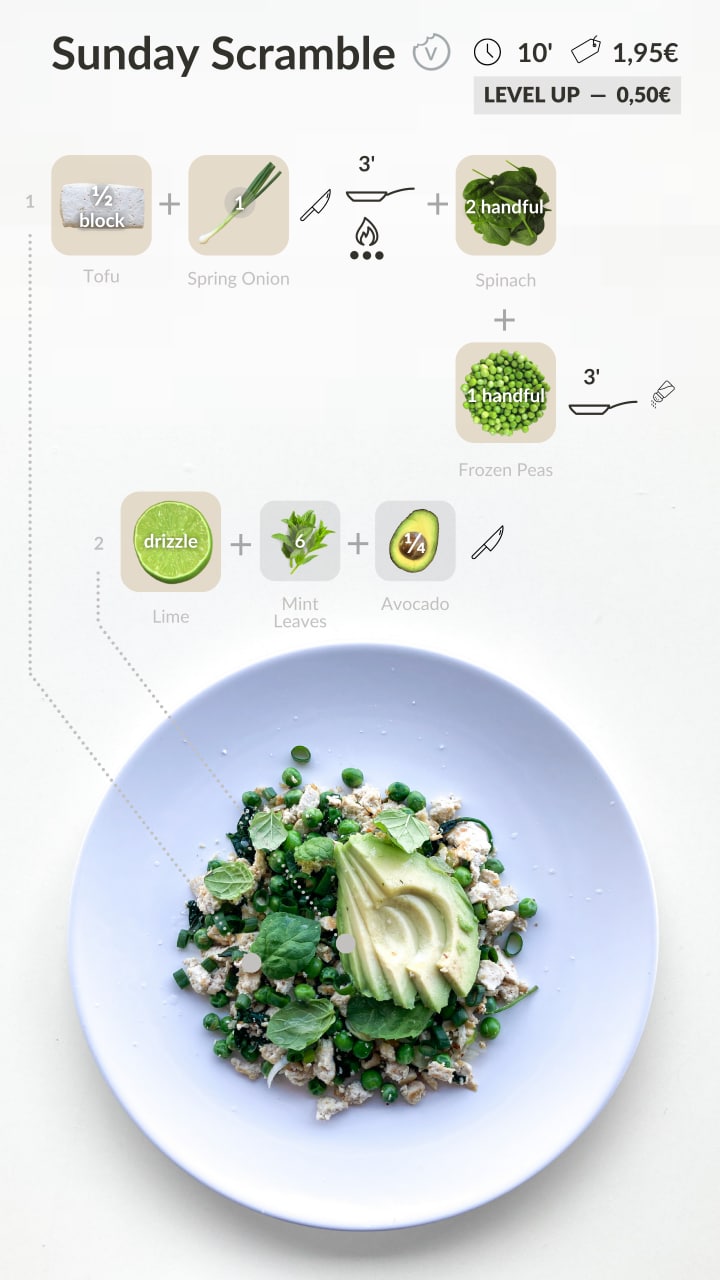 Sunday Scramble V 10' 1,95€
LEVEL UP — 0,50€
3'
1
½
block
1
2 handful
Tofu
Spring Onion
Spinach
3'
1 handful
Frozen Peas
2
drizzle
6
¼
Lime
Mint
Leaves
Avocado